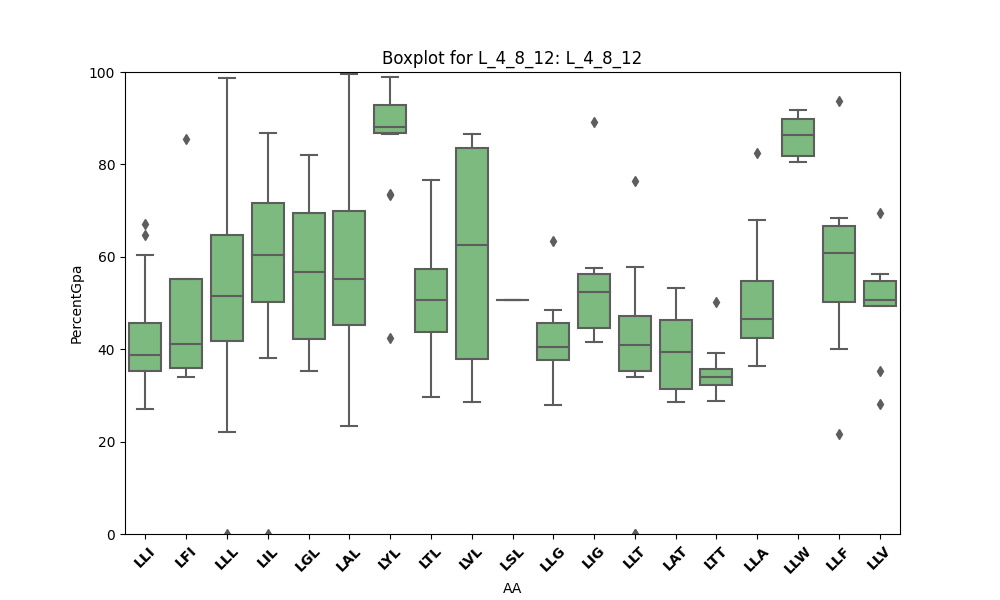 Boxplot for L_4_8_12: L_4_8_12
PercentGpa
100
80
60
40
20
0
LLI LFI LLL LIL LGL LAL LYL LTL LVL LSL LLG LIG LLT LAT LTT LLA LLW LLF LLV
AA